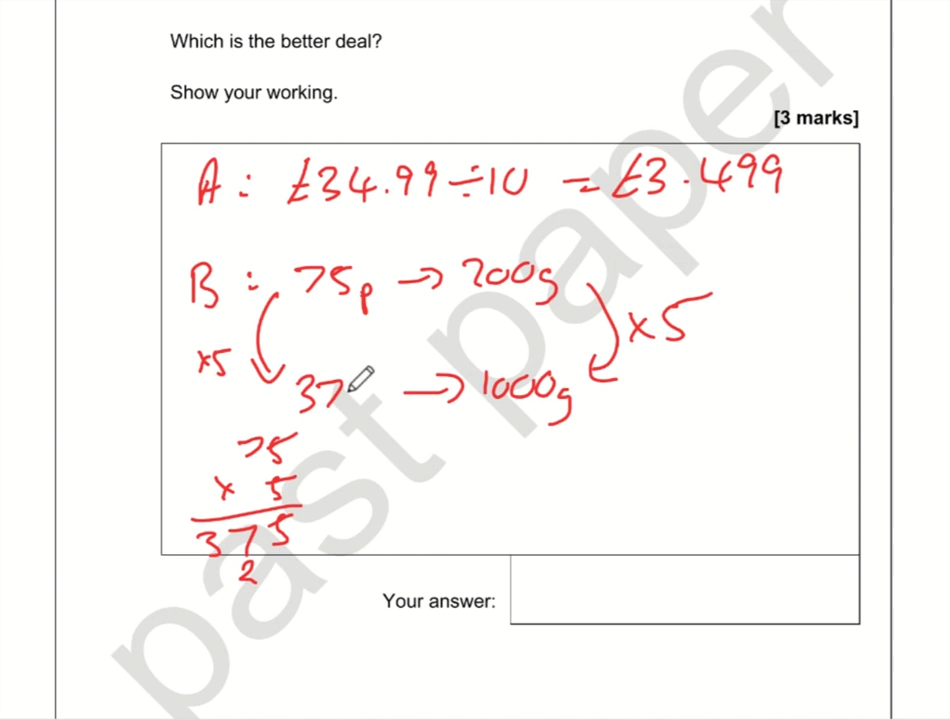 Which is the better deal?
Show your working.
[3 marks]
A : £34.99 ÷ 10 = £3.499
B : 75p → 200g
×5
×5
37 → 1000g
75
× 5
375
2
Your answer:
past paper